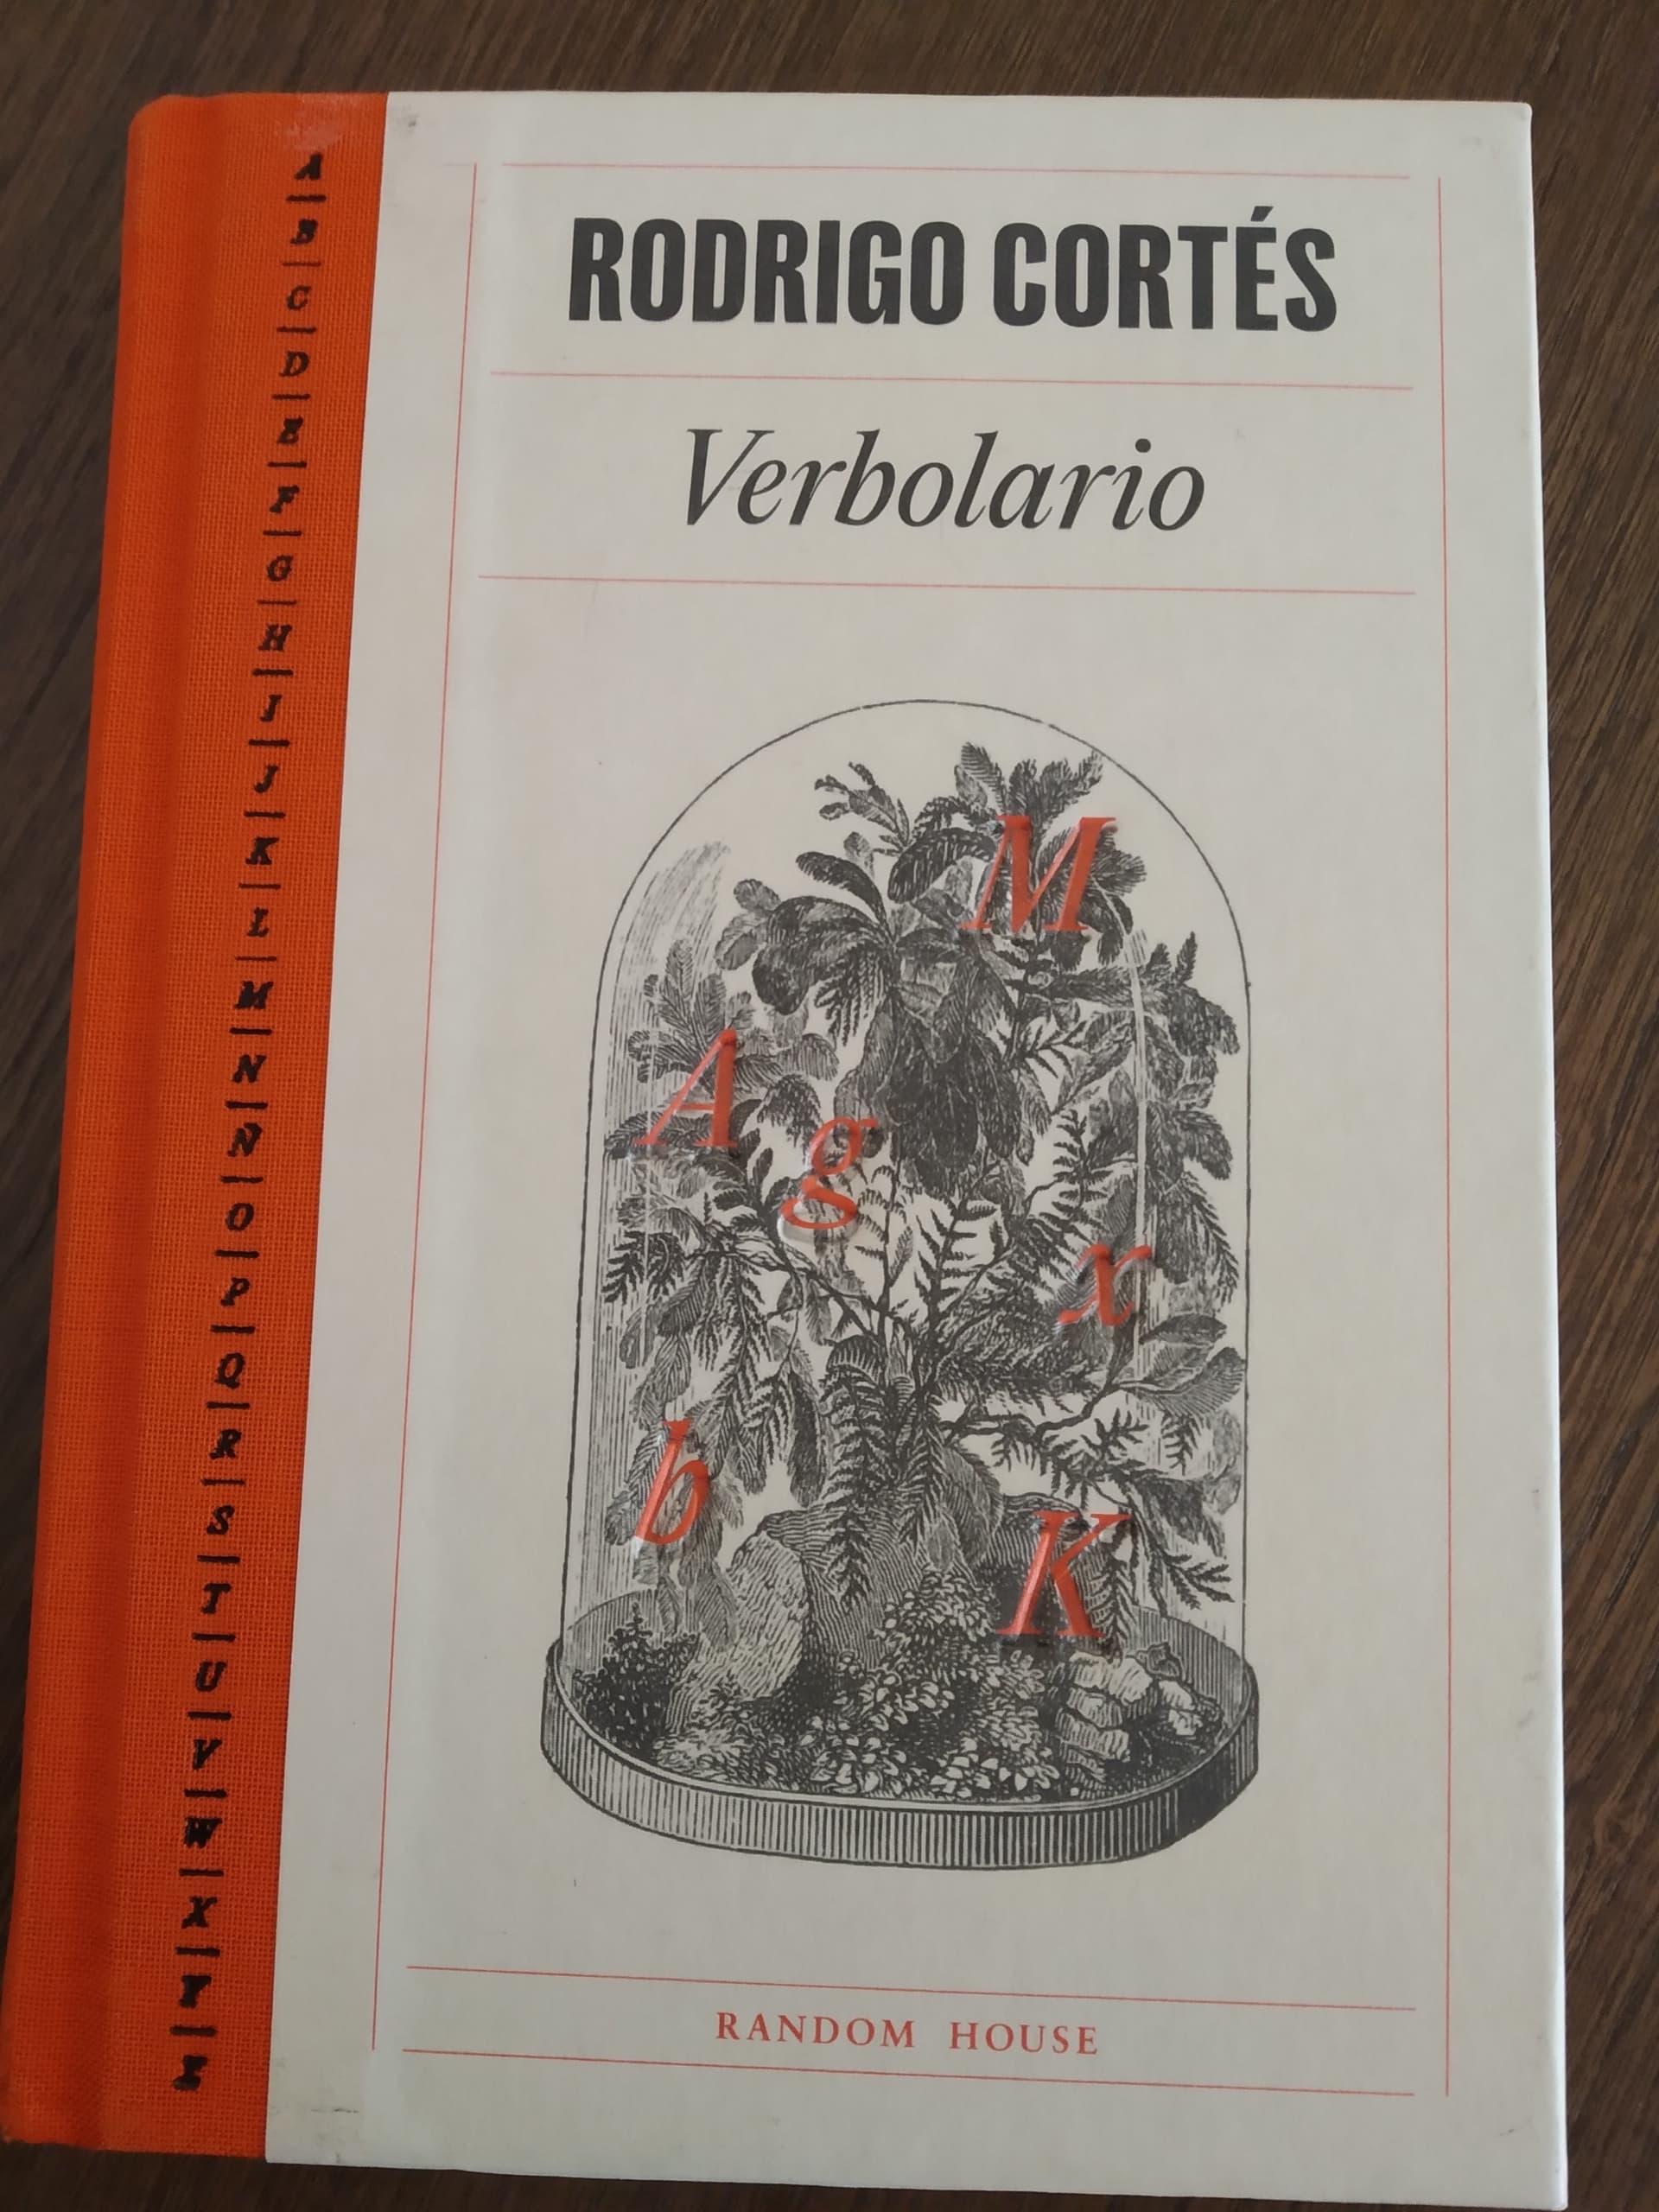 RODRIGO CORTÉS
Verbolario
M
A
g
x
b
K
RANDOM HOUSE
A
B
C
D
E
F
G
H
I
J
K
L
M
N
Ñ
O
P
Q
R
S
T
U
V
W
X
Y
Z